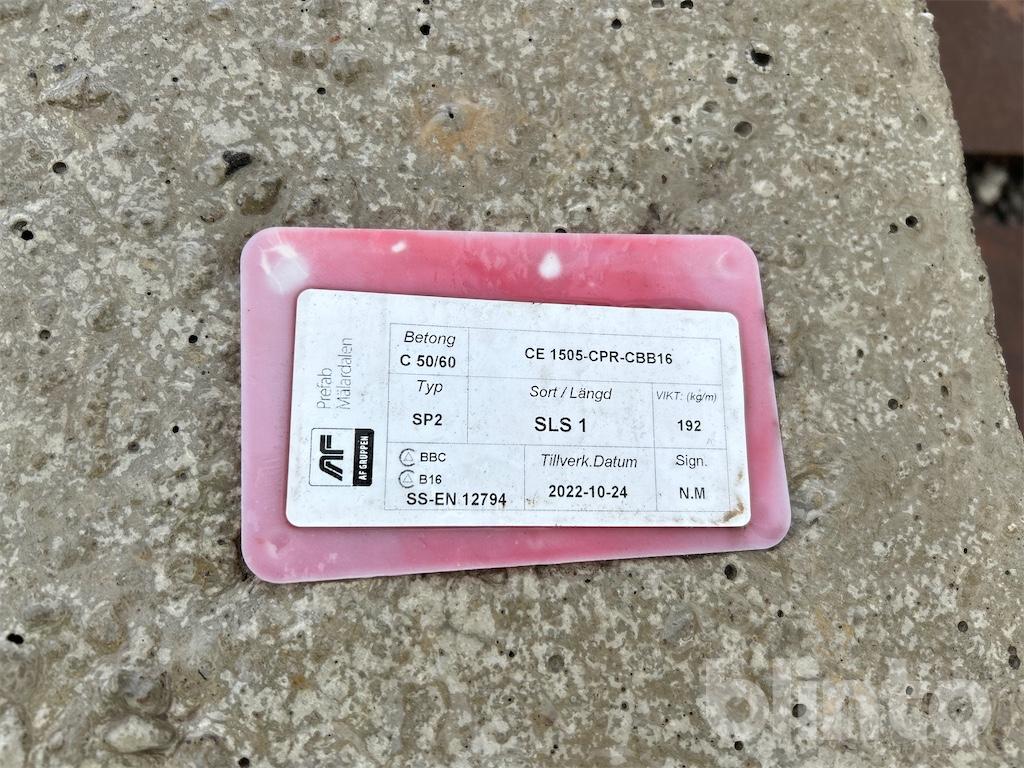 Prefab
Mälardalen
AF
AF GRUPPEN
Betong
C 50/60
CE 1505-CPR-CBB16
Typ
SP2
Sort / Längd
SLS 1
VIKT: (kg/m)
192
BBC
B16
SS-EN 12794
Tillverk.Datum
2022-10-24
Sign.
N.M
blinto